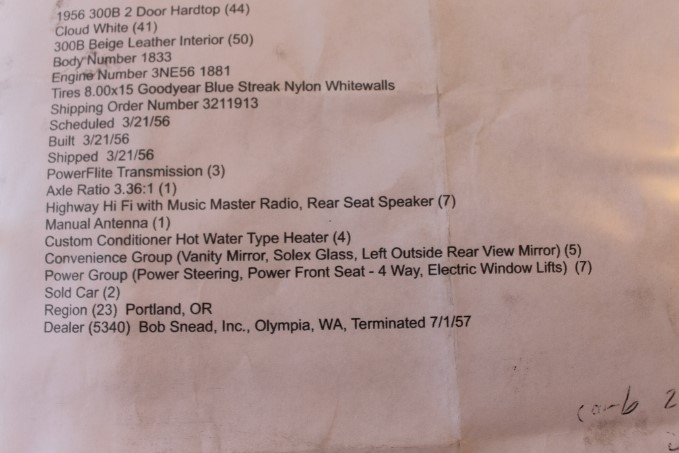 1956 300B 2 Door Hardtop (44)
Cloud White (41)
300B Beige Leather Interior (50)
Body Number 1833
Engine Number 3NE56 1881
Tires 8.00x15 Goodyear Blue Streak Nylon Whitewalls
Shipping Order Number 3211913
Scheduled 3/21/56
Built 3/21/56
Shipped 3/21/56
PowerFlite Transmission (3)
Axle Ratio 3.36:1 (1)
Highway Hi Fi with Music Master Radio, Rear Seat Speaker (7)
Manual Antenna (1)
Custom Conditioner Hot Water Type Heater (4)
Convenience Group (Vanity Mirror, Solex Glass, Left Outside Rear View Mirror) (5)
Power Group (Power Steering, Power Front Seat - 4 Way, Electric Window Lifts) (7)
Sold Car (2)
Region (23) Portland, OR
Dealer (5340) Bob Snead, Inc., Olympia, WA, Terminated 7/1/57